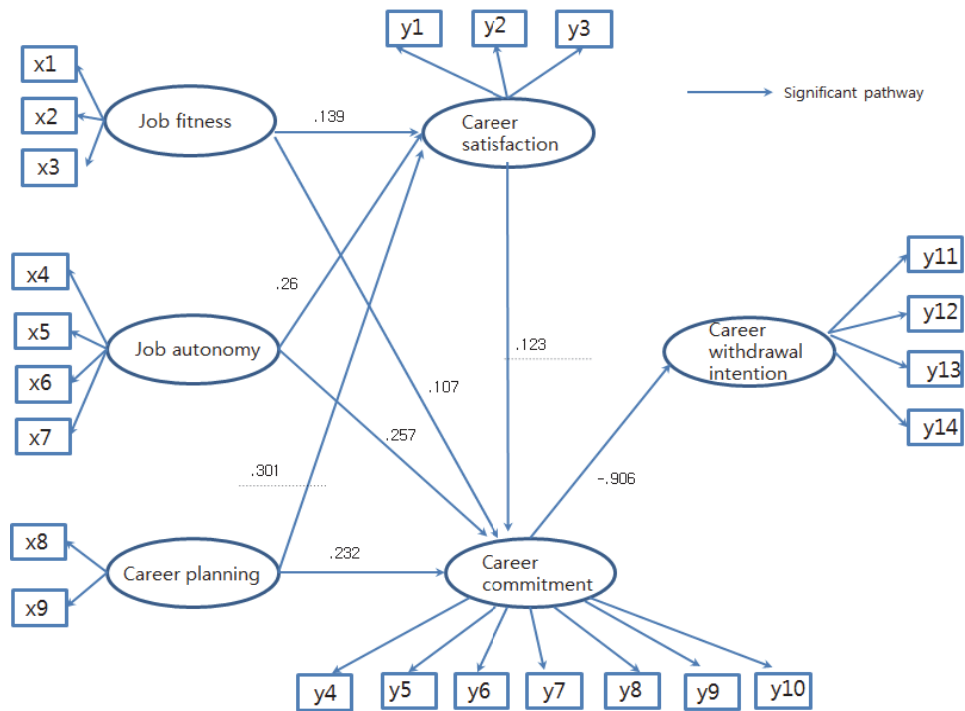 y1
y2
y3
x1
x2
x3
Job fitness
.139
Career
satisfaction
Significant pathway
x4
x5
x6
x7
Job autonomy
.26
.107
.257
.123
Career
withdrawal
intention
y11
y12
y13
y14
.301
-.906
x8
x9
Career planning
.232
Career
commitment
y4
y5
y6
y7
y8
y9
y10